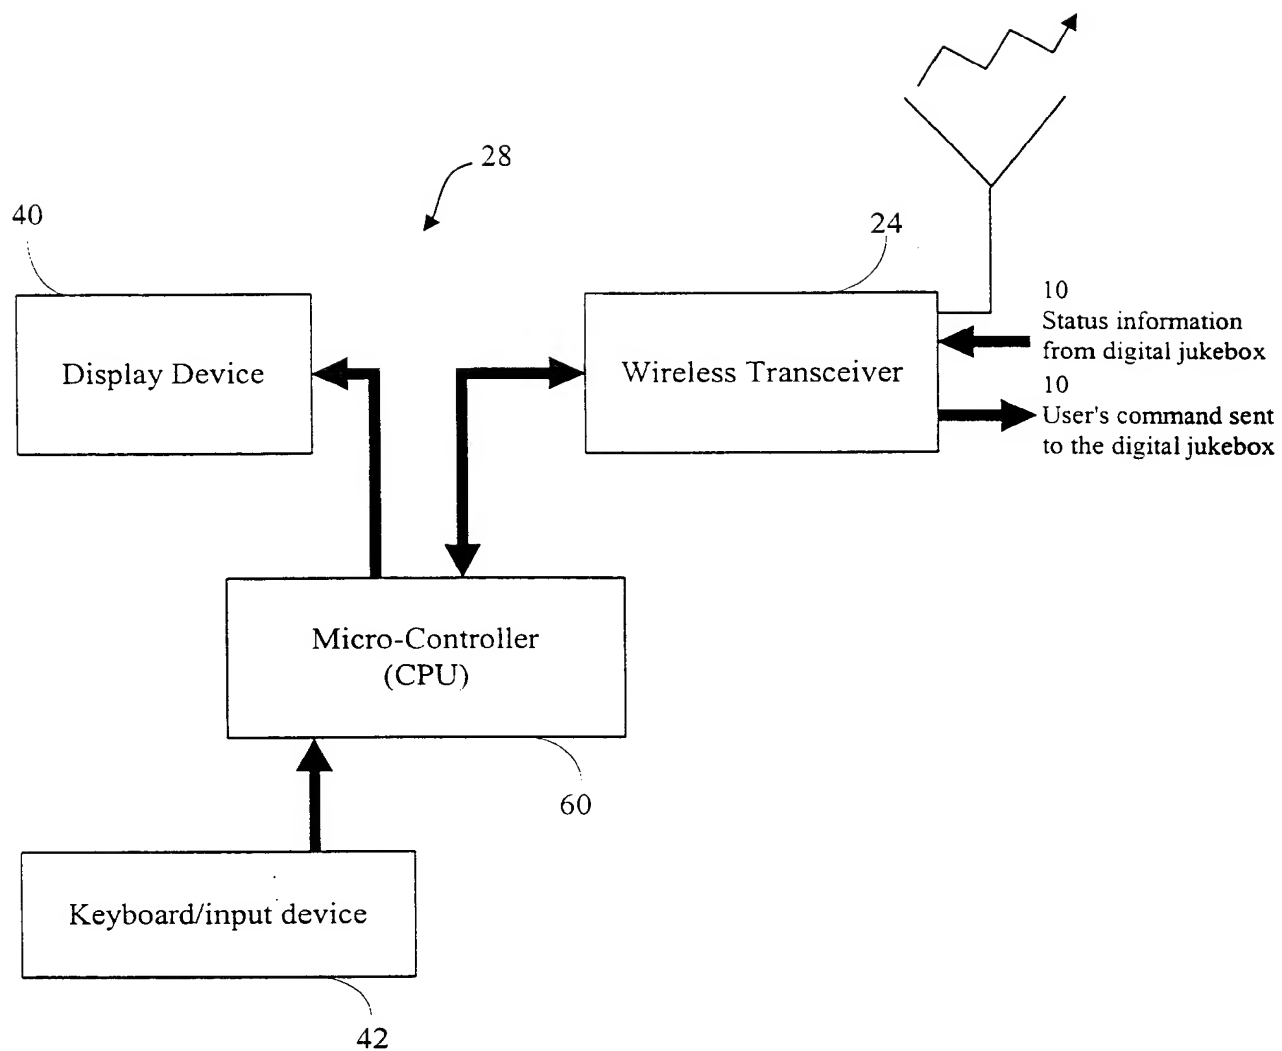 28
40
24
Display Device
Wireless Transceiver
10
Status information
from digital jukebox
10
User's command sent
to the digital jukebox
Micro-Controller
(CPU)
60
Keyboard/input device
42